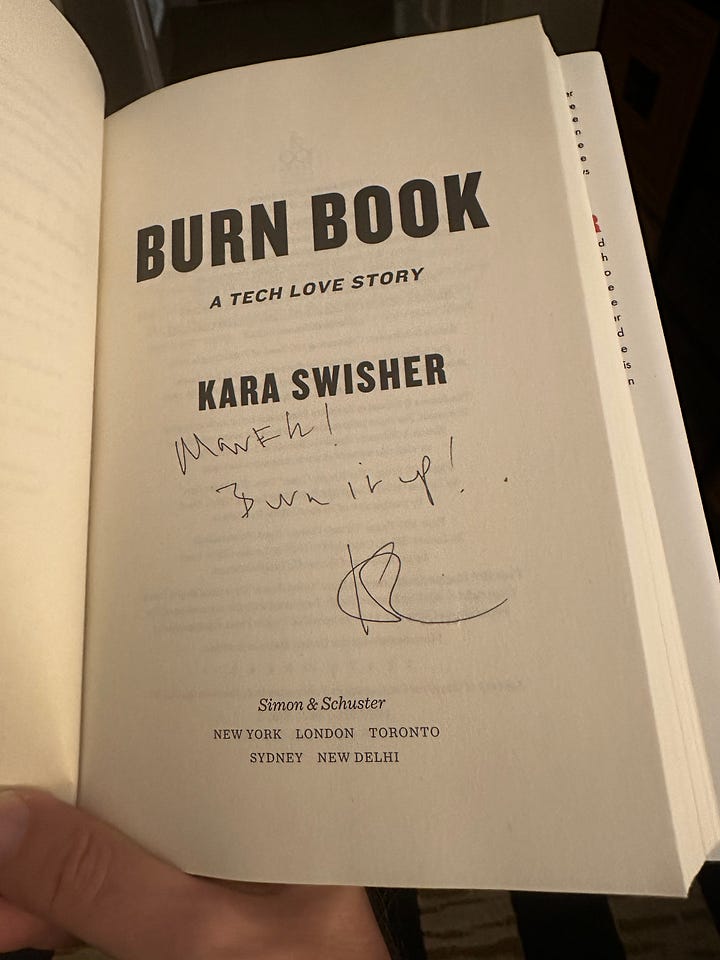 BURN BOOK
A TECH LOVE STORY
KARA SWISHER
Burn it up!
Simon & Schuster
NEW YORK LONDON TORONTO
SYDNEY NEW DELHI